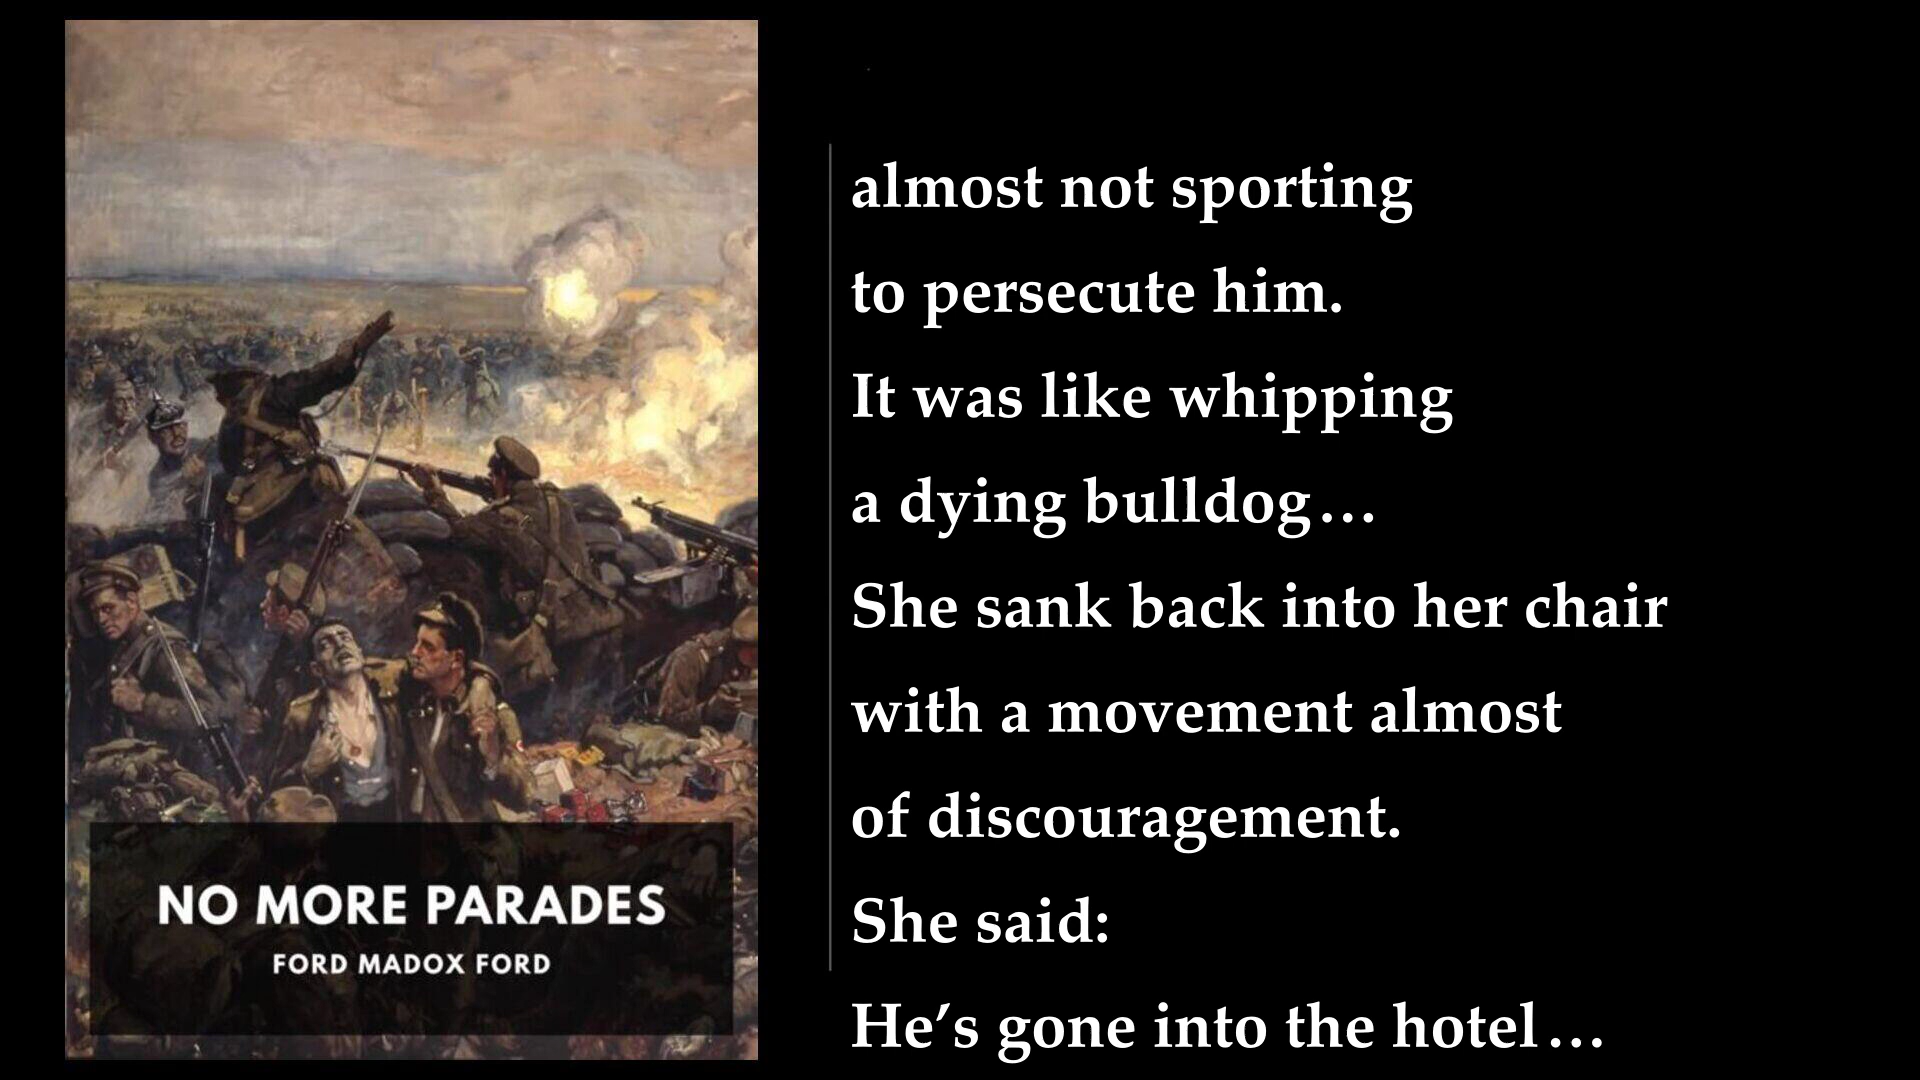 NO MORE PARADES
FORD MADOX FORD
almost not sporting
to persecute him.
It was like whipping
a dying bulldog…
She sank back into her chair
with a movement almost
of discouragement.
She said:
He’s gone into the hotel…